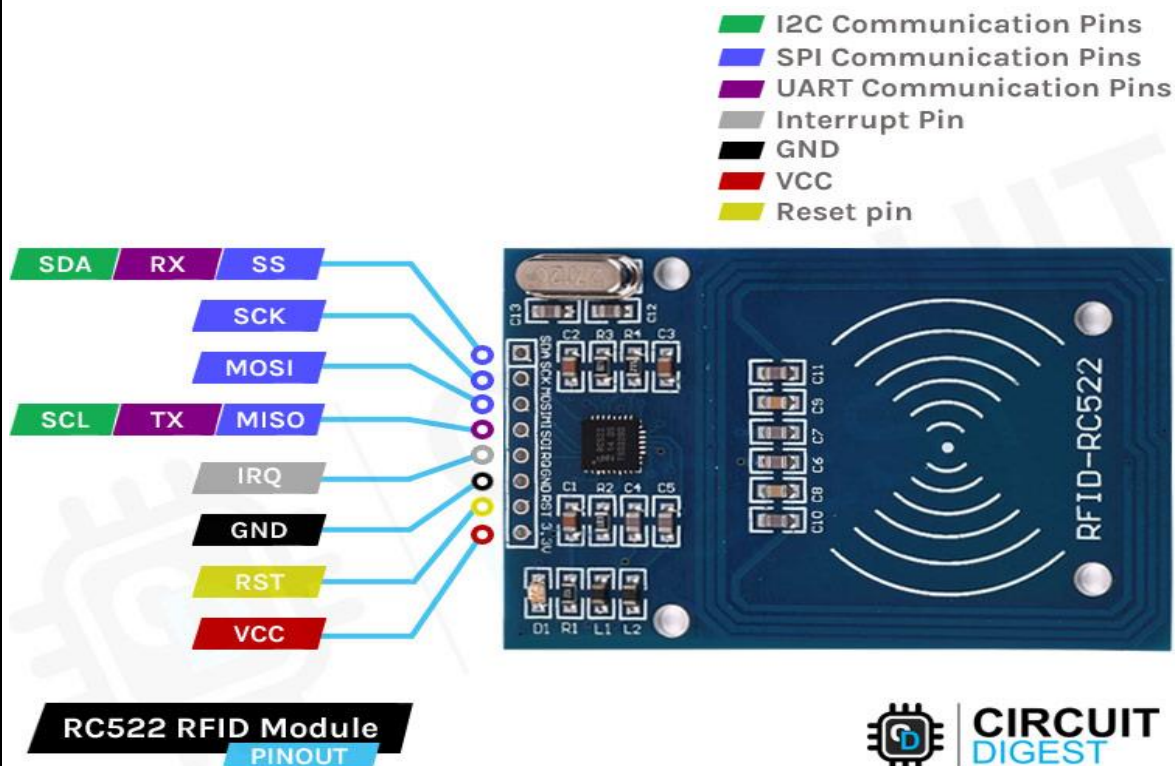 I2C Communication Pins
SPI Communication Pins
UART Communication Pins
Interrupt Pin
GND
VCC
Reset pin
SDA RX SS
SCK
MOSI
SCL TX MISO
IRQ
GND
RST
VCC
C13
C12
C2 R3 R4 C3
SDA SCK MOSI MISO IRQ GND RST 3.3V
C1 R2 C4 C5
D1 R1 L1 L2
C11
C9
C7
C6
C8
C10
RFID-RC522
RC522 RFID Module
PINOUT
CD
CIRCUIT
DIGEST